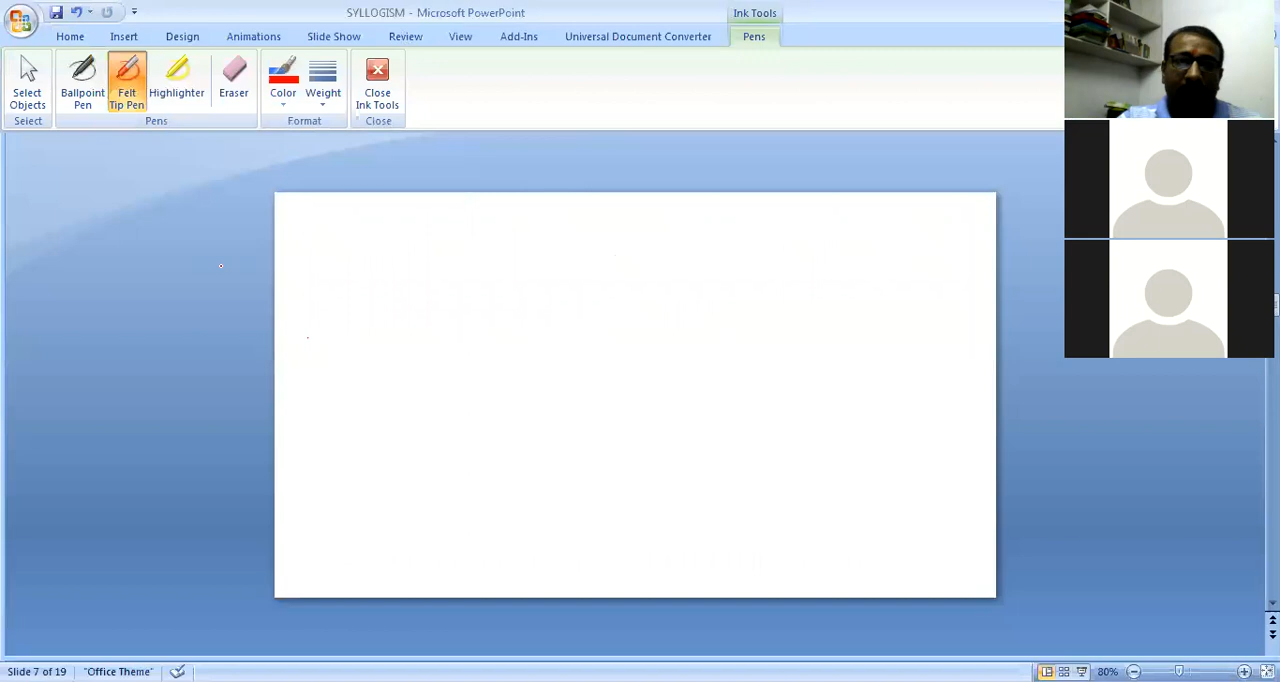 SYLLOGISM - Microsoft PowerPoint
Ink Tools
Home Insert Design Animations Slide Show Review View Add-Ins Universal Document Converter Pens
Select Objects
Ballpoint Pen
Felt Tip Pen
Highlighter
Eraser
Color
Weight
Close Ink Tools
Select
Pens
Format
Close
Slide 7 of 19
"Office Theme"
80%